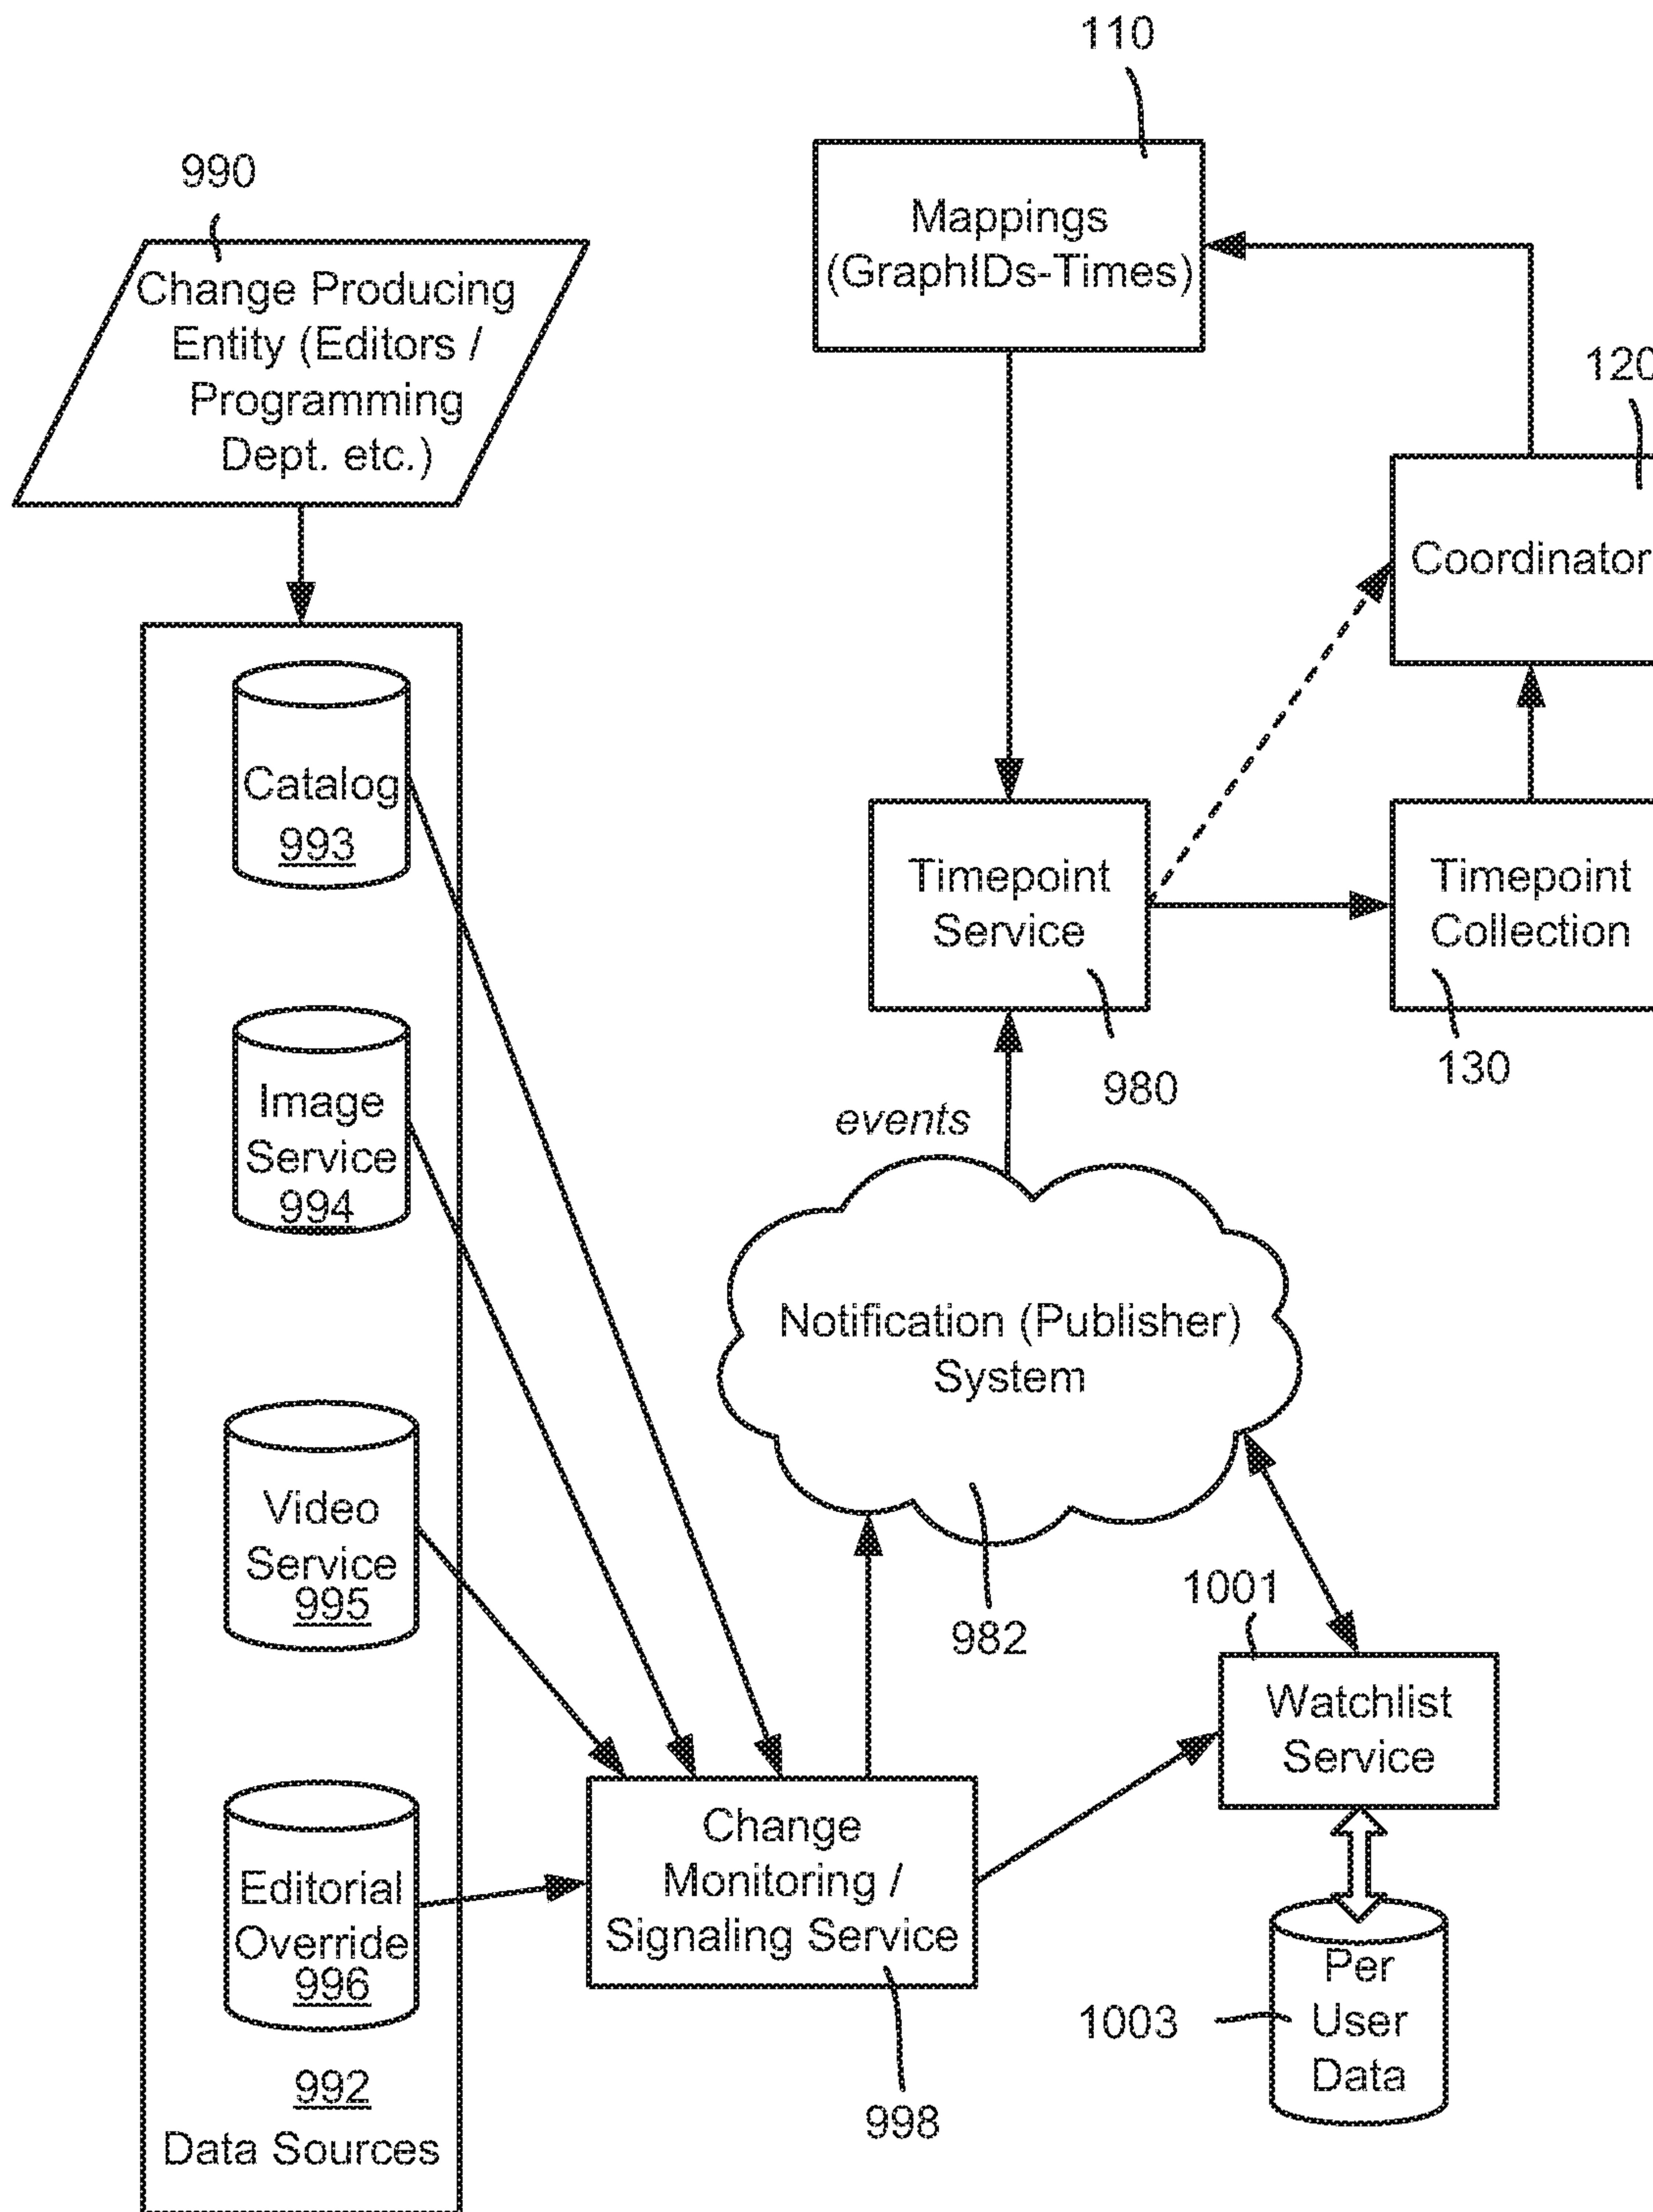 110
990
Mappings
(GraphIDs-Times)
Change Producing
Entity (Editors /
Programming
Dept. etc.)
120
Coordinator
Catalog
993
Timepoint
Service
Timepoint
Collection
980
130
Image
Service
994
events
Notification (Publisher)
System
982
Video
Service
995
1001
Watchlist
Service
Change
Monitoring /
Signaling Service
998
Editorial
Override
996
Per
User
Data
1003
992
Data Sources